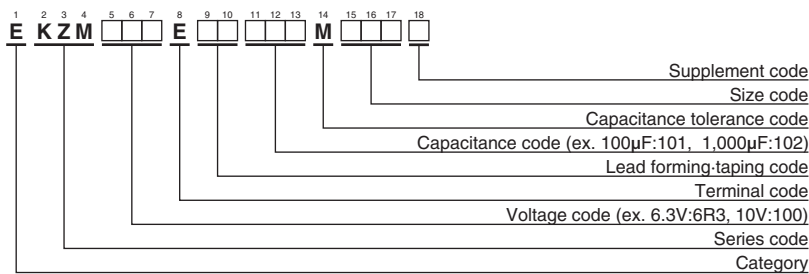 1 2 3 4 5 6 7 8 9 10 11 12 13 14 15 16 17 18
E KZM □□□ E □□ □□□ M □□□ □
Supplement code
Size code
Capacitance tolerance code
Capacitance code (ex. 100µF:101, 1,000µF:102)
Lead forming·taping code
Terminal code
Voltage code (ex. 6.3V:6R3, 10V:100)
Series code
Category